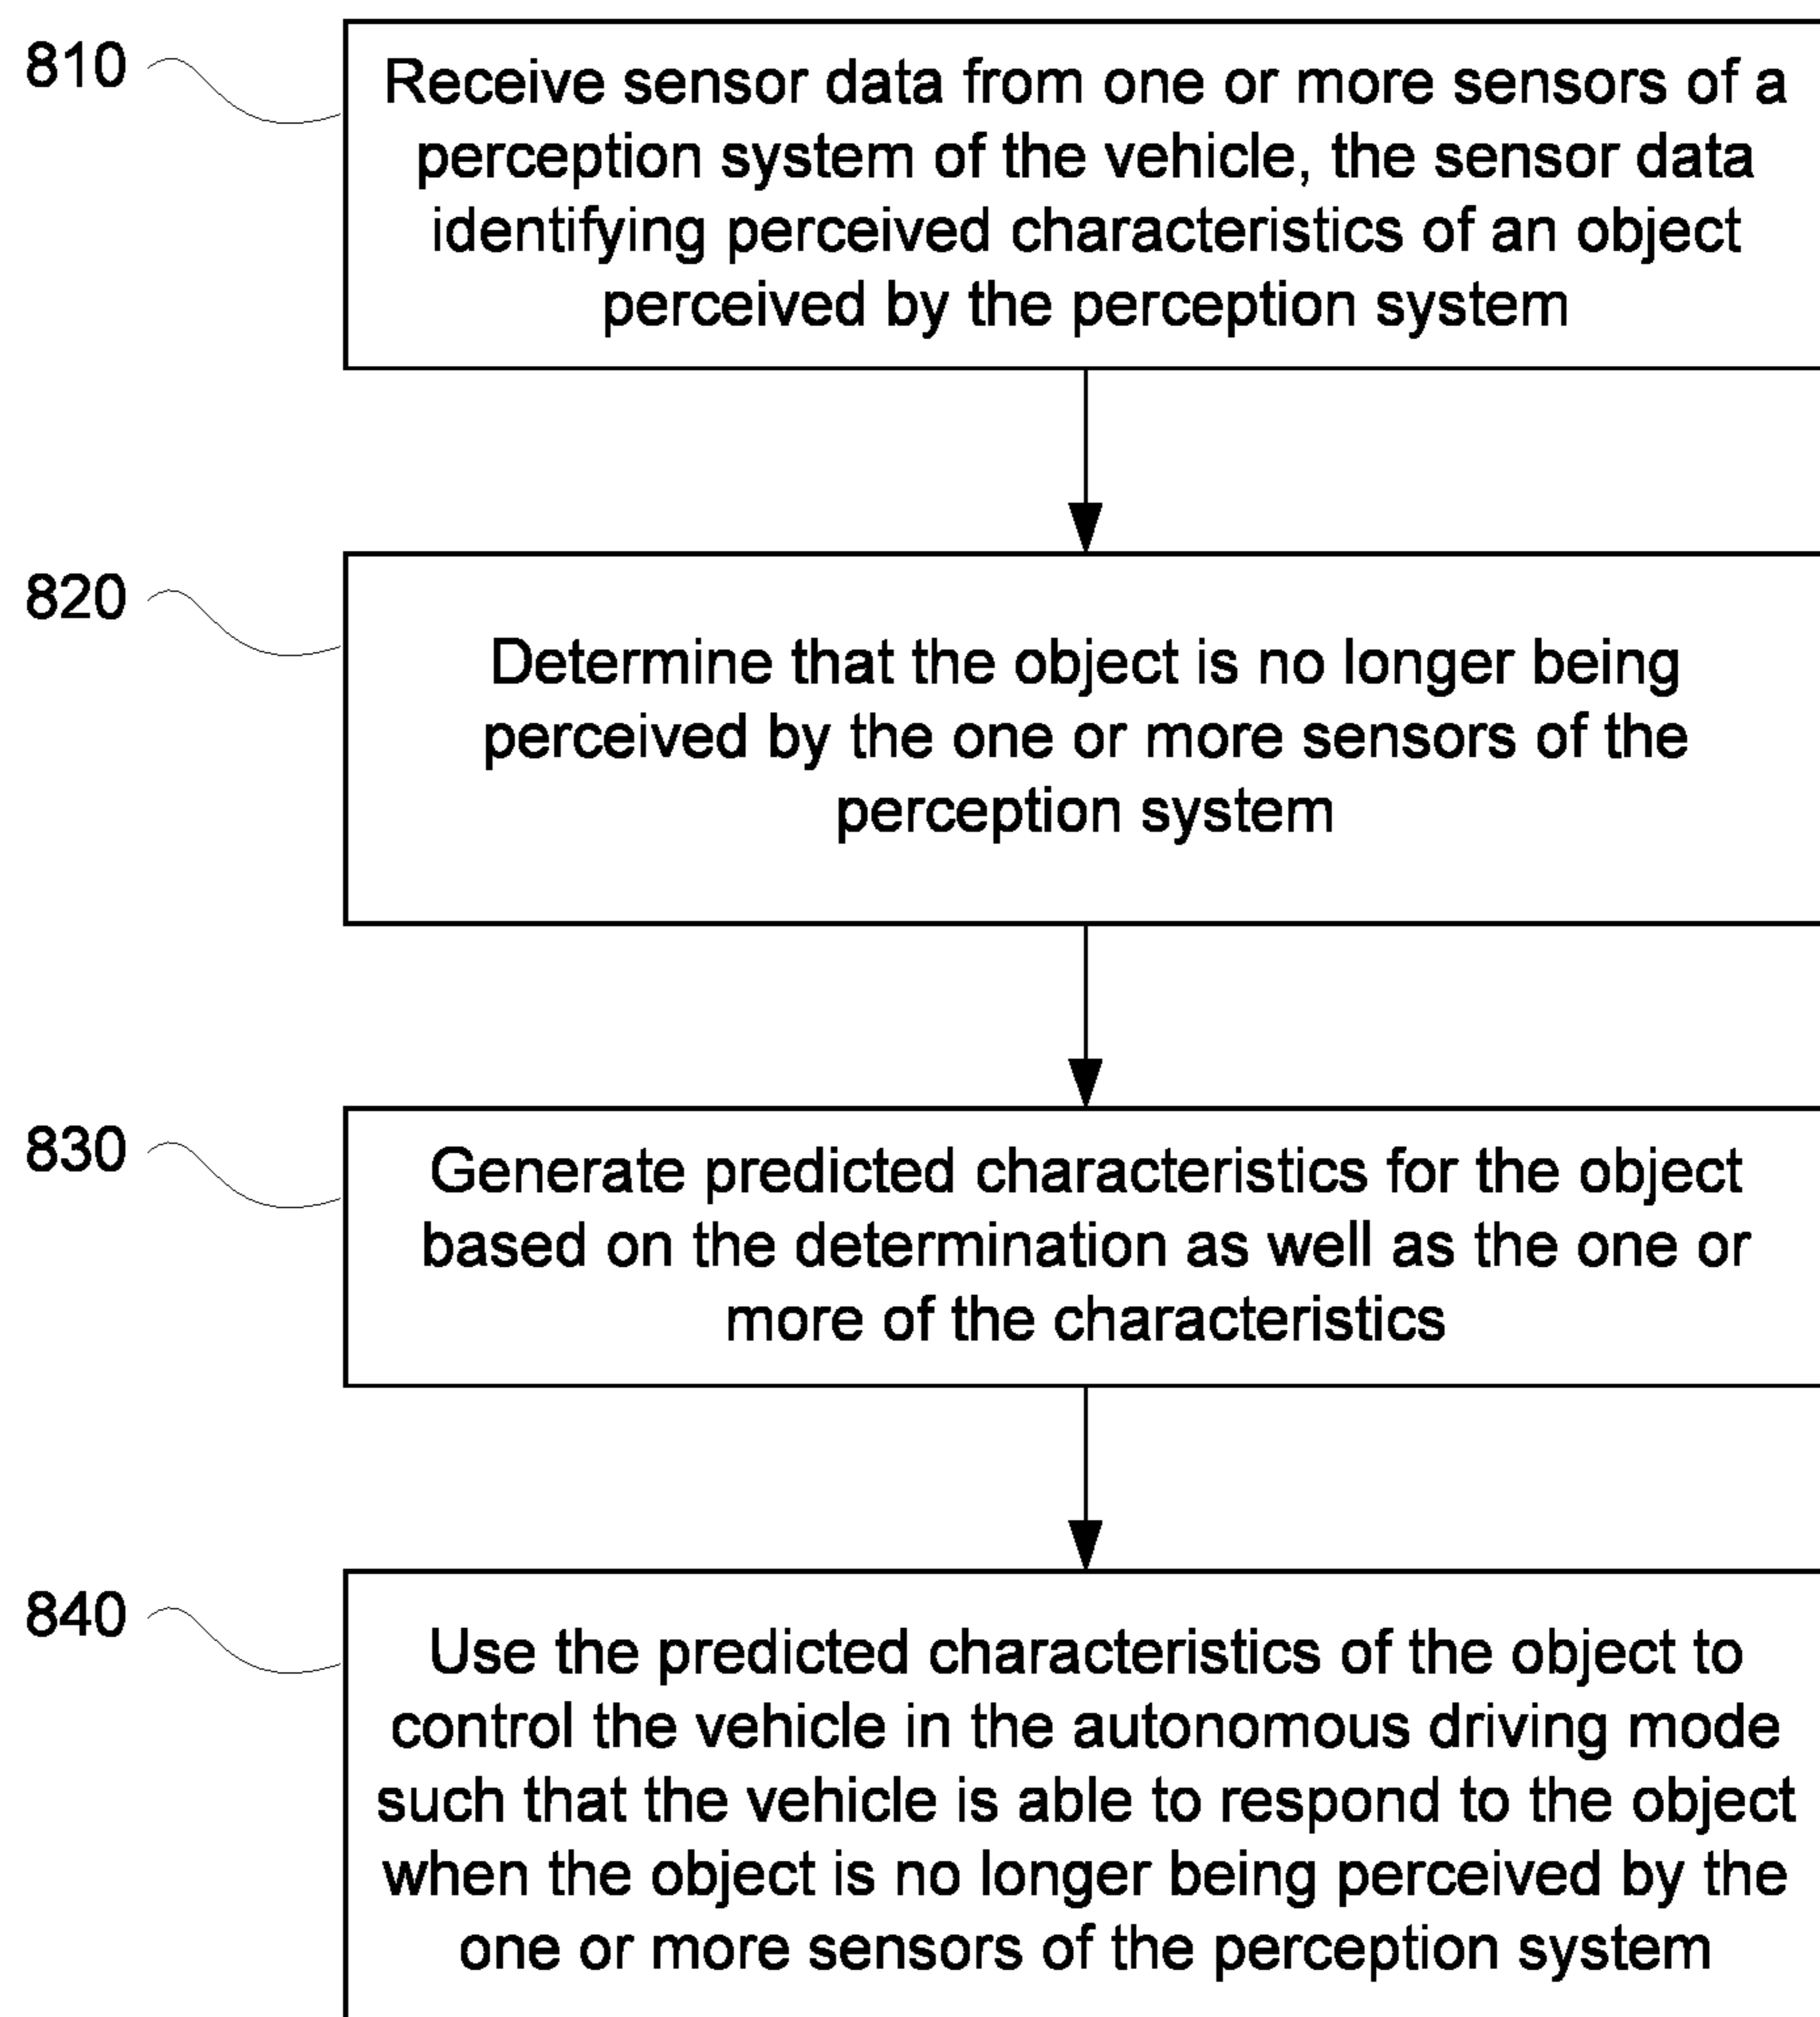 810
Receive sensor data from one or more sensors of a
perception system of the vehicle, the sensor data
identifying perceived characteristics of an object
perceived by the perception system
820
Determine that the object is no longer being
perceived by the one or more sensors of the
perception system
830
Generate predicted characteristics for the object
based on the determination as well as the one or
more of the characteristics
840
Use the predicted characteristics of the object to
control the vehicle in the autonomous driving mode
such that the vehicle is able to respond to the object
when the object is no longer being perceived by the
one or more sensors of the perception system